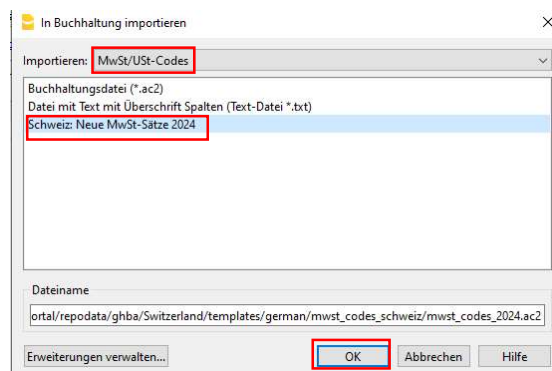 In Buchhaltung importieren
Importieren: MwSt/USt-Codes
Buchhaltungsdatei (*.ac2)
Datei mit Text mit Überschrift Spalten (Text-Datei *.txt)
Schweiz: Neue MwSt-Sätze 2024
Dateiname
ortal/repodata/ghba/Switzerland/templates/german/mwst_codes_schweiz/mwst_codes_2024.ac2
Erweiterungen verwalten... OK Abbrechen Hilfe